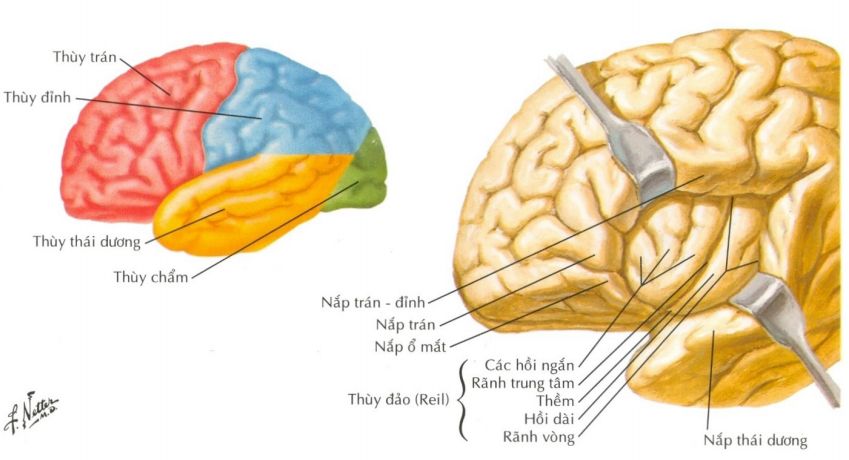 Thùy trán
Thùy đỉnh
Thùy thái dương
Thùy chẩm
Nắp trán - đỉnh
Nắp trán
Nắp ổ mắt
Thùy đảo (Reil)
Các hồi ngắn
Rãnh trung tâm
Thềm
Hồi dài
Rãnh vòng
Nắp thái dương
F. Netter
M.D.